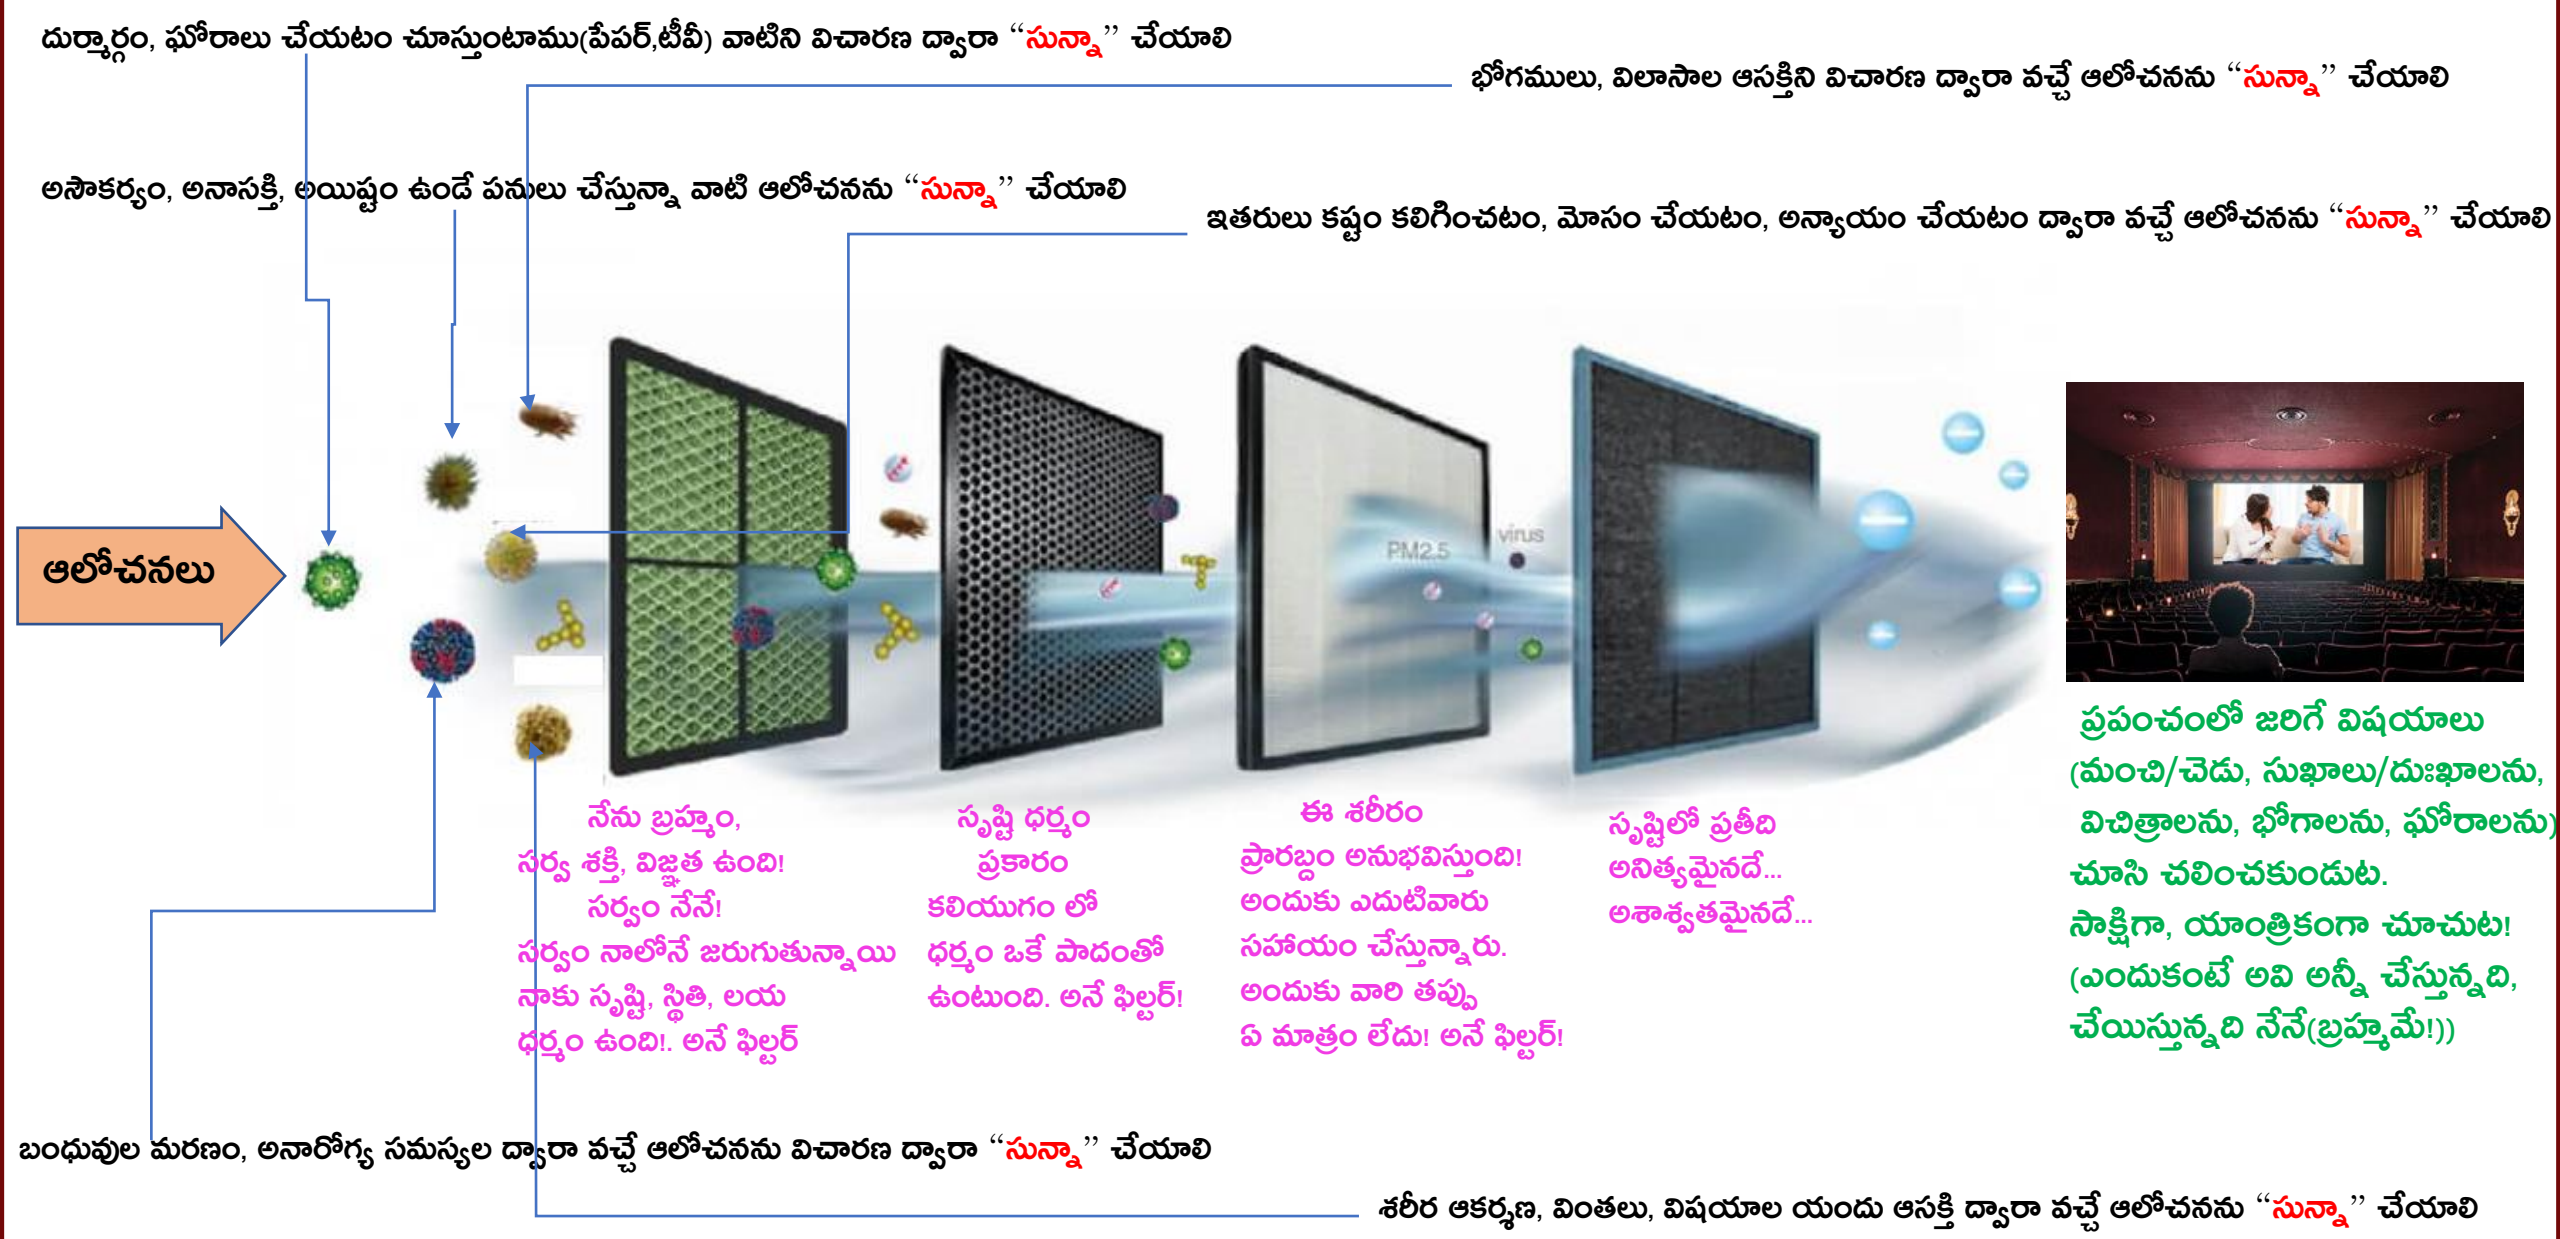 దుర్మార్గం, ఘోరాలు చేయటం చూస్తుంటాము(పేపర్,టీవీ) వాటిని విచారణ ద్వారా “సున్నా” చేయాలి
భోగములు, విలాసాల ఆసక్తిని విచారణ ద్వారా వచ్చే ఆలోచనను “సున్నా” చేయాలి
అసౌకర్యం, అనాసక్తి, అయిష్టం ఉండే పనులు చేస్తున్నా వాటి ఆలోచనను “సున్నా” చేయాలి
ఇతరులు కష్టం కలిగించటం, మోసం చేయటం, అన్యాయం చేయటం ద్వారా వచ్చే ఆలోచనను “సున్నా” చేయాలి
ఆలోచనలు
PM2.5
virus
నేను బ్రహ్మం,
సర్వ శక్తి, విజ్ఞత ఉంది!
సర్వం నేనే!
సర్వం నాలోనే జరుగుతున్నాయి
నాకు సృష్టి, స్థితి, లయ
ధర్మం ఉంది!. అనే ఫిల్టర్
సృష్టి ధర్మం
ప్రకారం
కలియుగం లో
ధర్మం ఒకే పాదంతో
ఉంటుంది. అనే ఫిల్టర్!
ఈ శరీరం
ప్రారబ్దం అనుభవిస్తుంది!
అందుకు ఎదుటివారు
సహాయం చేస్తున్నారు.
అందుకు వారి తప్పు
ఏ మాత్రం లేదు! అనే ఫిల్టర్!
సృష్టిలో ప్రతీది
అనిత్యమైనదే...
అశాశ్వతమైనదే...
ప్రపంచంలో జరిగే విషయాలు
(మంచి/చెడు, సుఖాలు/దుఃఖాలను,
విచిత్రాలను, భోగాలను, ఘోరాలను)
చూసి చలించకుండుట.
సాక్షిగా, యాంత్రికంగా చూచుట!
(ఎందుకంటే అవి అన్నీ చేస్తున్నది,
చేయిస్తున్నది నేనే(బ్రహ్మమే!))
బంధువుల మరణం, అనారోగ్య సమస్యల ద్వారా వచ్చే ఆలోచనను విచారణ ద్వారా “సున్నా” చేయాలి
శరీర ఆకర్శణ, వింతలు, విషయాల యందు ఆసక్తి ద్వారా వచ్చే ఆలోచనను “సున్నా” చేయాలి